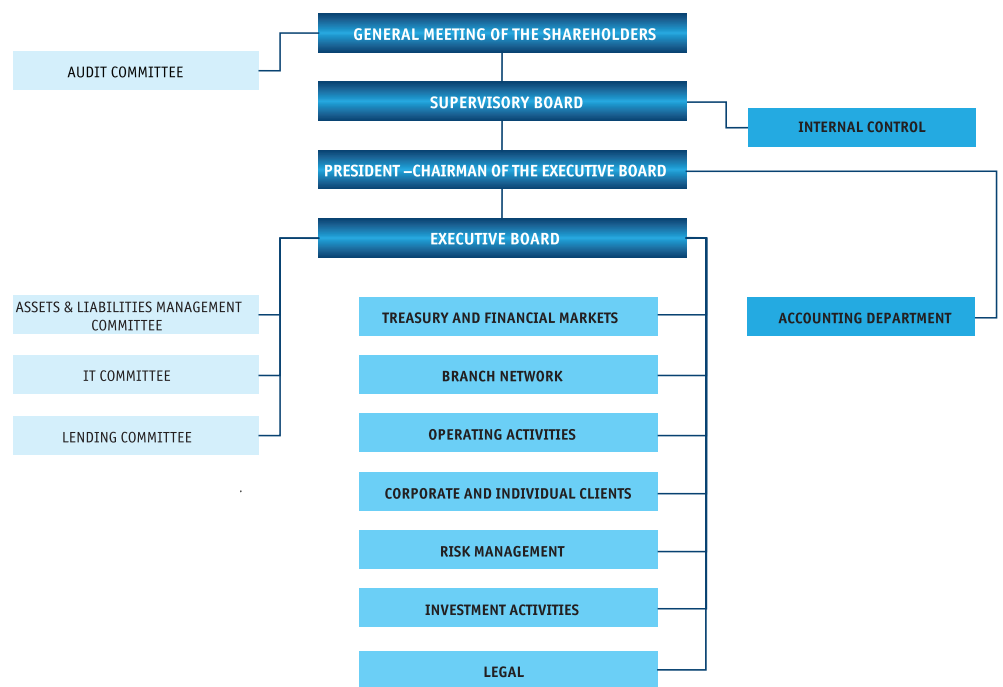 GENERAL MEETING OF THE SHAREHOLDERS
AUDIT COMMITTEE
SUPERVISORY BOARD
INTERNAL CONTROL
PRESIDENT –CHAIRMAN OF THE EXECUTIVE BOARD
EXECUTIVE BOARD
ASSETS & LIABILITIES MANAGEMENT
COMMITTEE
TREASURY AND FINANCIAL MARKETS
ACCOUNTING DEPARTMENT
IT COMMITTEE
BRANCH NETWORK
LENDING COMMITTEE
OPERATING ACTIVITIES
.
CORPORATE AND INDIVIDUAL CLIENTS
RISK MANAGEMENT
INVESTMENT ACTIVITIES
LEGAL